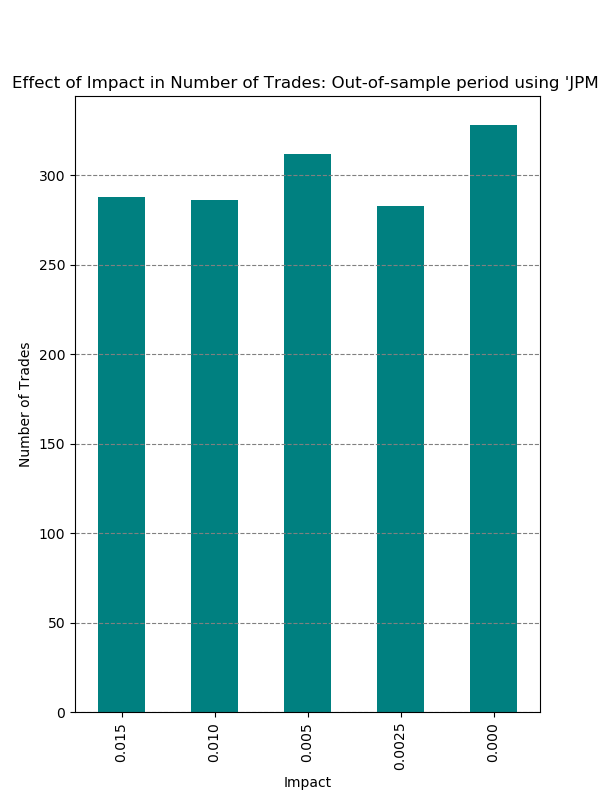 Effect of Impact in Number of Trades: Out-of-sample period using 'JPM
300
250
200
150
100
50
0
Number of Trades
0.015 0.010 0.005 0.0025 0.000
Impact